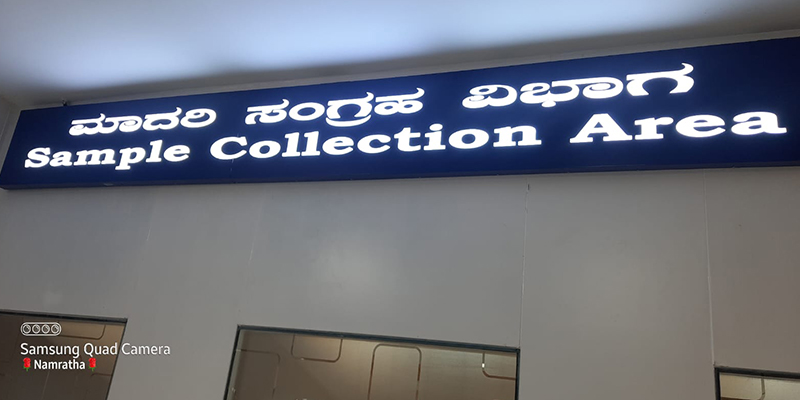 ಮಾದರಿ ಸಂಗ್ರಹ ವಿಭಾಗ
Sample Collection Area
Samsung Quad Camera
🌹Namratha🌹